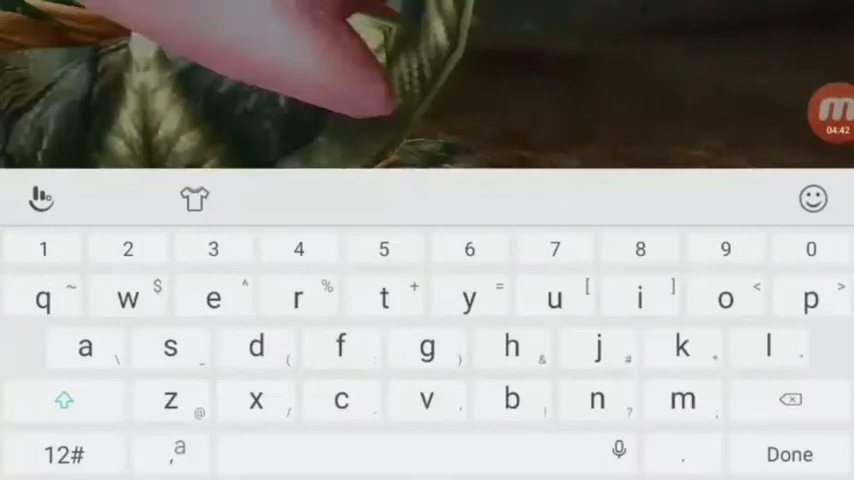 m
04:42
1 2 3 4 5 6 7 8 9 0
q ~ w $ e ^ r % t + y = u [ i ] o < p >
a \ s _ d ( f : g ) h & j # k * l
z @ x / c v b ! n ? m ;
12# , a . Done